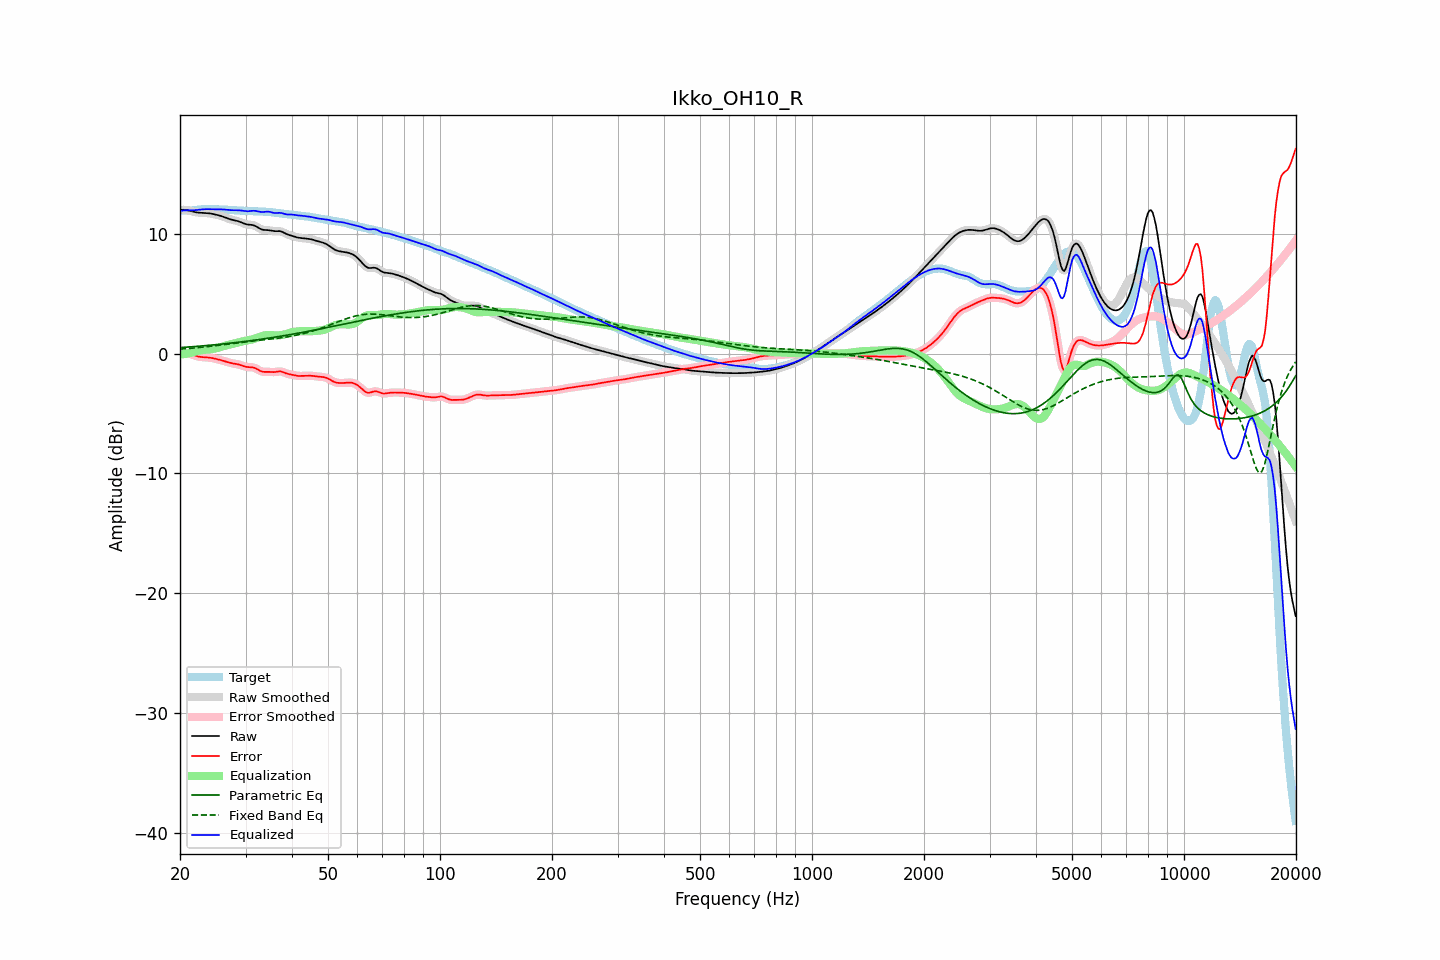 Ikko_OH10_R
Amplitude (dBr)
10
0
−10
−20
−30
−40
Target
Raw Smoothed
Error Smoothed
Raw
Error
Equalization
Parametric Eq
Fixed Band Eq
Equalized
20 50 100 200 500 1000 2000 5000 10000 20000
Frequency (Hz)